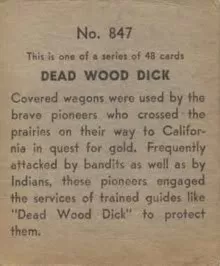 No. 847
This is one of a series of 48 cards
DEAD WOOD DICK
Covered wagons were used by the
brave pioneers who crossed the
prairins on their way to Califor-
nia in quest for gold. Frequently
attacked by bandits as well as by
Indians, these pioneers engaged
the services of trained guides like
"Dead Wood Dick" to protect
them.